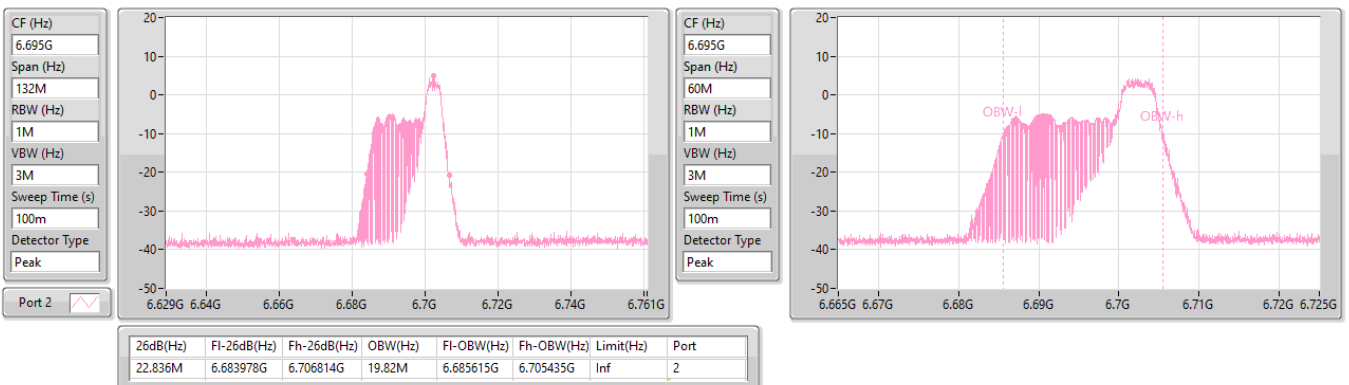 CF (Hz)
6.695G
Span (Hz)
132M
RBW (Hz)
1M
VBW (Hz)
3M
Sweep Time (s)
100m
Detector Type
Peak
Port 2
20
10
0
-10
-20
-30
-40
-50
6.629G 6.64G 6.66G 6.68G 6.7G 6.72G 6.74G 6.761G
CF (Hz)
6.695G
Span (Hz)
60M
RBW (Hz)
1M
VBW (Hz)
3M
Sweep Time (s)
100m
Detector Type
Peak
20
10
0
-10
-20
-30
-40
-50
OBW-l
OBW-h
6.665G 6.67G 6.68G 6.69G 6.7G 6.71G 6.72G 6.725G
26dB(Hz) Fl-26dB(Hz) Fh-26dB(Hz) OBW(Hz) Fl-OBW(Hz) Fh-OBW(Hz) Limit(Hz) Port
22.836M 6.683978G 6.706814G 19.82M 6.685615G 6.705435G Inf 2